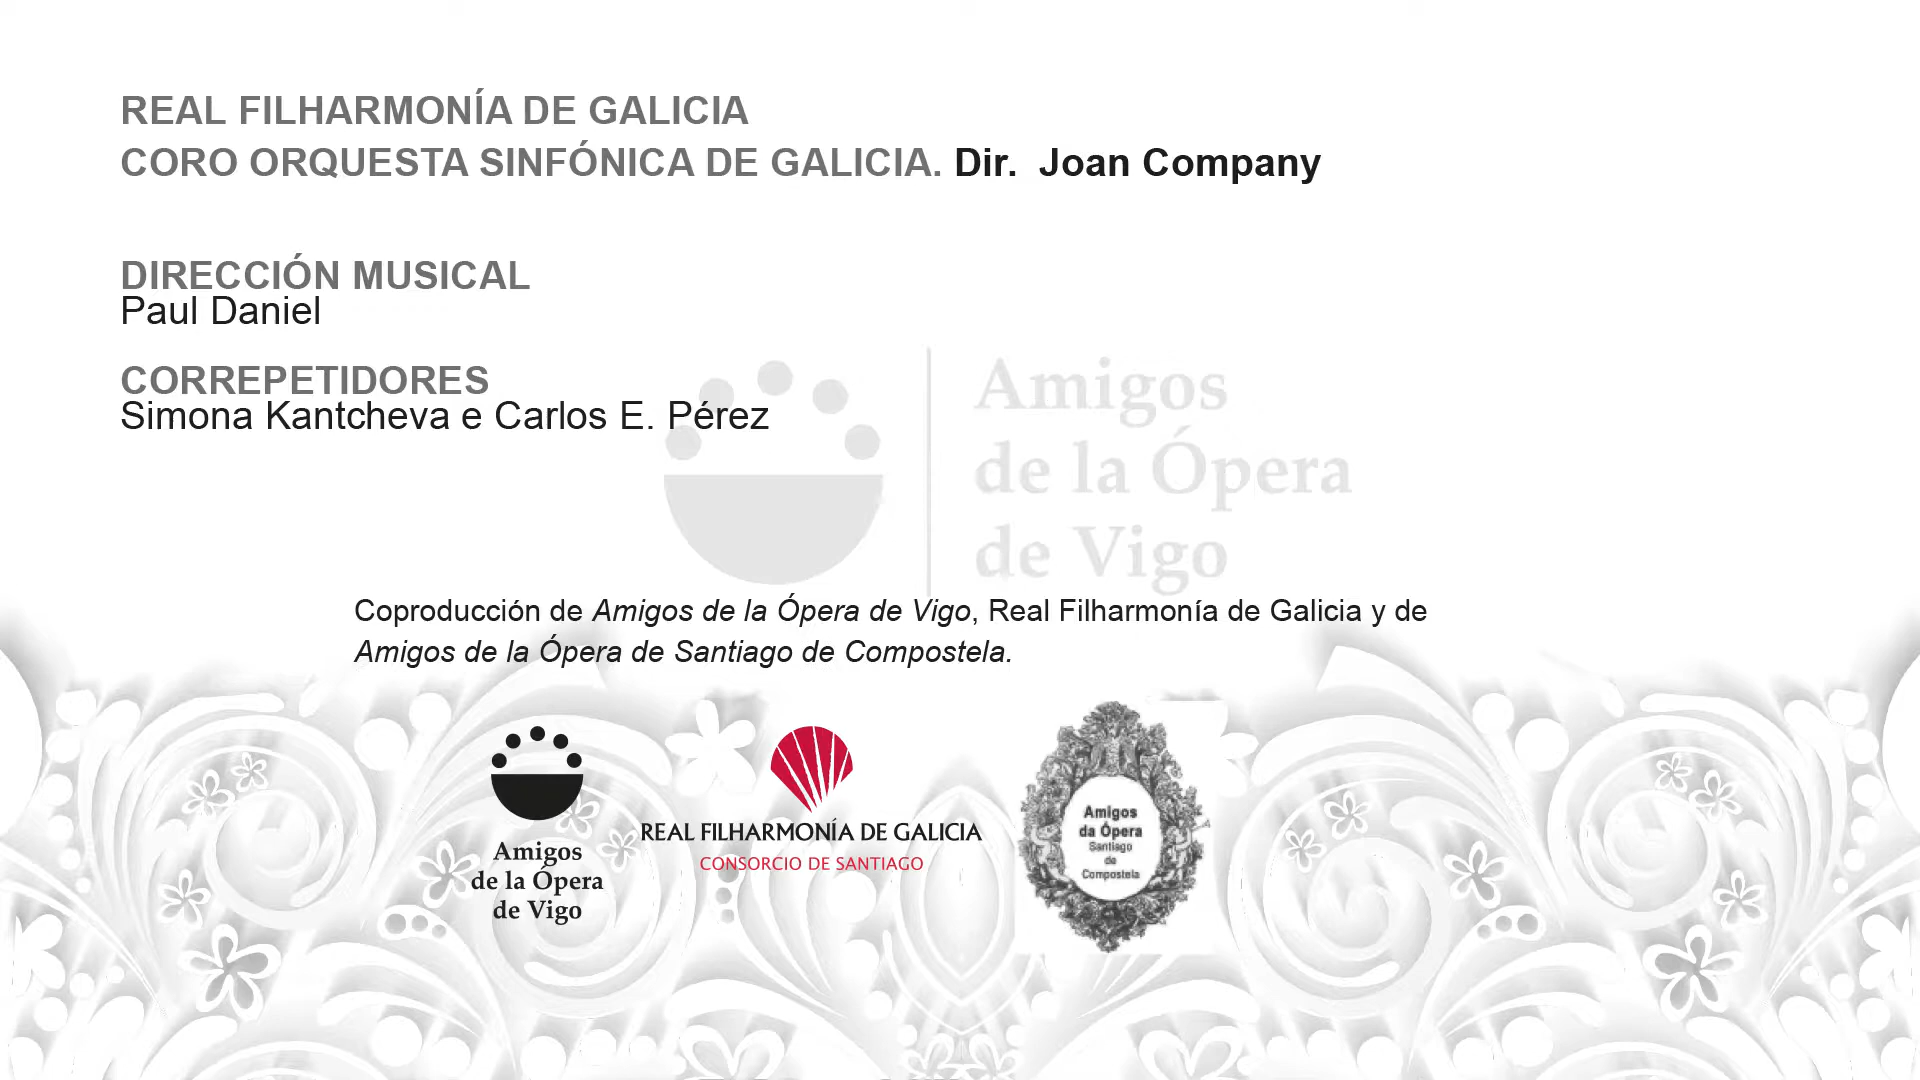 REAL FILHARMONÍA DE GALICIA
CORO ORQUESTA SINFÓNICA DE GALICIA. Dir. Joan Company
DIRECCIÓN MUSICAL
Paul Daniel
CORREPETIDORES
Simona Kantcheva e Carlos E. Pérez
Amigos
de la Ópera
de Vigo
Coproducción de Amigos de la Ópera de Vigo, Real Filharmonía de Galicia y de
Amigos de la Ópera de Santiago de Compostela.
Amigos
de la Ópera
de Vigo
REAL FILHARMONÍA DE GALICIA
CONSORCIO DE SANTIAGO
Amigos
da Ópera
Santiago
de
Compostela